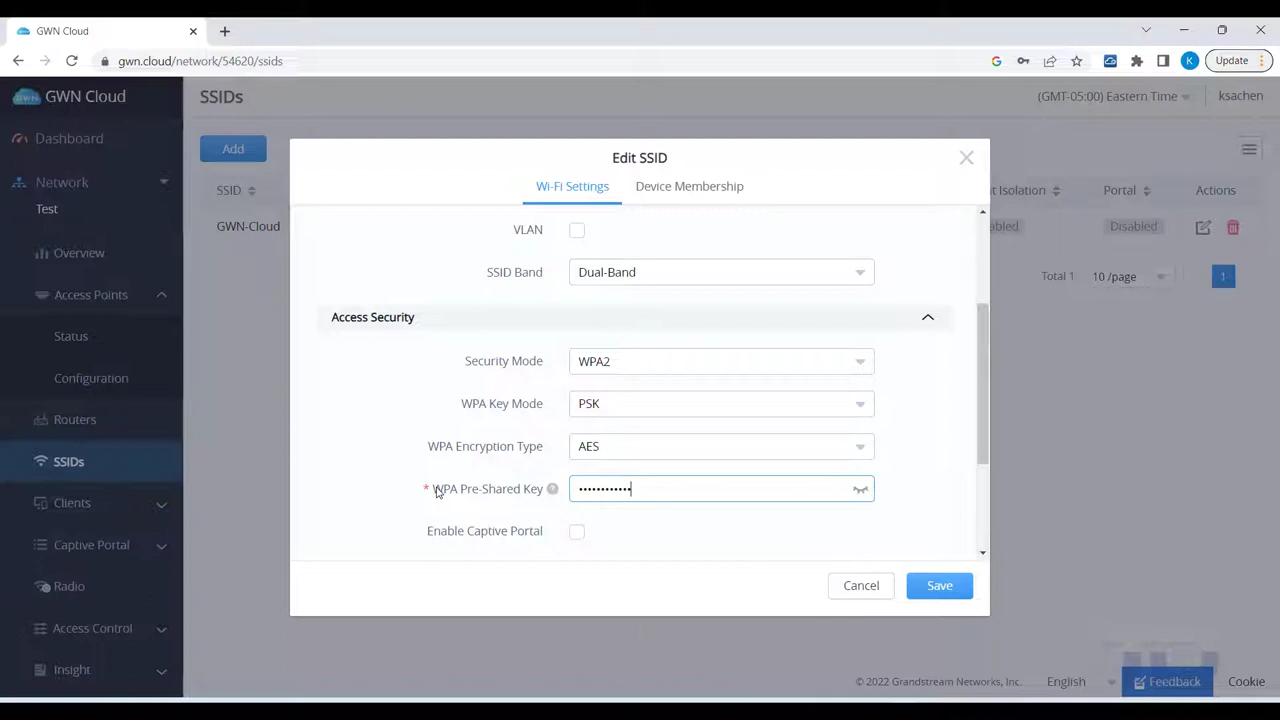 GWN Cloud
gwn.cloud/network/54620/ssids
G
K
Update
GWN GWN Cloud
SSIDs
(GMT-05:00) Eastern Time
ksachen
Dashboard
Network
Test
Overview
Access Points
Status
Configuration
Routers
SSIDs
Clients
Captive Portal
Radio
Access Control
Insight
Add
SSID
Isolation
Portal
Actions
GWN-Cloud
Disabled
Total 1
10 /page
1
Edit SSID
Wi-Fi Settings
Device Membership
VLAN
SSID Band
Dual-Band
Access Security
Security Mode
WPA2
WPA Key Mode
PSK
WPA Encryption Type
AES
* WPA Pre-Shared Key ?
••••••••••••
Enable Captive Portal
Cancel
Save
© 2022 Grandstream Networks, Inc.
English
Feedback
Cookie